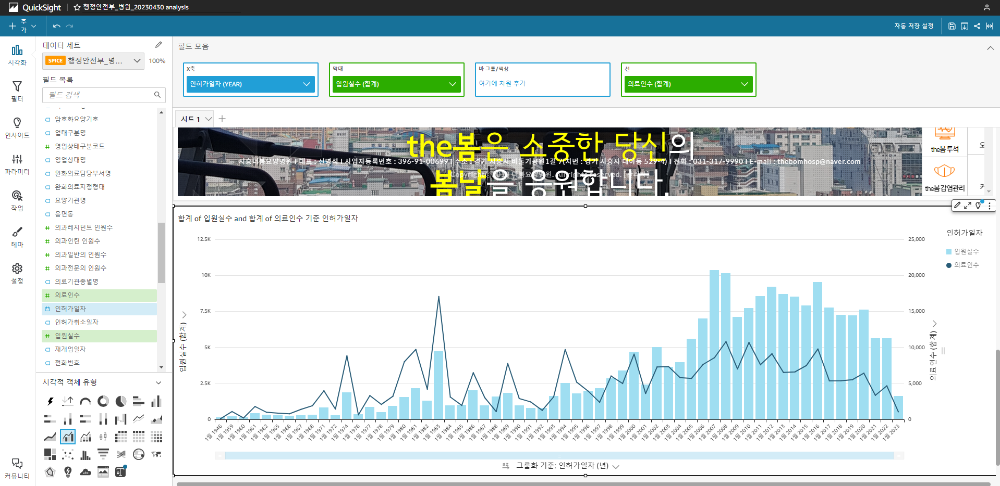 QuickSight
행정안전부_병원_20230430 analysis
추가
자동 저장 설정
시각화
필터
인사이트
파라미터
작업
테마
설정
커뮤니티
데이터 세트
SPICE 행정안전부_병...
100%
필드 목록
필드 검색
암호화요양기호
업태구분명
영업상태구분코드
영업상태명
완화의료담당부서명
완화의료지정형태
요양기관명
읍면동
의과레지던트 인원수
의과인턴 인원수
의과일반의 인원수
의과전문의 인원수
의료기관종별명
의료인수
인허가일자
인허가취소일자
입원실수
재개업일자
전화번호
시각적 객체 유형
필드 모음
X축
인허가일자 (YEAR)
막대
입원실수 (합계)
바 그룹/색상
여기에 차원 추가
선
의료인수 (합계)
시트 1
the봄은 소중한 당신의
시흥더봄요양병원 I 대표 : 선병석 I 사업자등록번호 : 396-91-00699 I 주소 : 경기 시흥시 비둘기공원1길 7(지번 : 경기 시흥시 대야동 529-4) I 전화 : 031-317-9990 I E-mail : thebomhosp@naver.com
봄날을 응원합니다.
the봄투석
the봄감염관리
합계 of 입원실수 and 합계 of 의료인수 기준 인허가일자
12.5K
10K
7.5K
5K
2.5K
0
입원실수 (합계)
25,000
20,000
15,000
10,000
5,000
0
의료인수 (합계)
인허가일자
입원실수
의료인수
1월 1946
1월 1959
1월 1960
1월 1961
1월 1962
1월 1965
1월 1966
1월 1967
1월 1968
1월 1971
1월 1972
1월 1974
1월 1976
1월 1977
1월 1978
1월 1979
1월 1980
1월 1981
1월 1982
1월 1983
1월 1984
1월 1985
1월 1986
1월 1987
1월 1988
1월 1989
1월 1990
1월 1991
1월 1992
1월 1993
1월 1994
1월 1995
1월 1996
1월 1997
1월 1998
1월 1999
1월 2000
1월 2001
1월 2002
1월 2003
1월 2004
1월 2005
1월 2006
1월 2007
1월 2008
1월 2009
1월 2010
1월 2011
1월 2012
1월 2013
1월 2014
1월 2015
1월 2016
1월 2017
1월 2018
1월 2019
1월 2020
1월 2021
1월 2022
1월 2023
그룹화 기준: 인허가일자 (년)